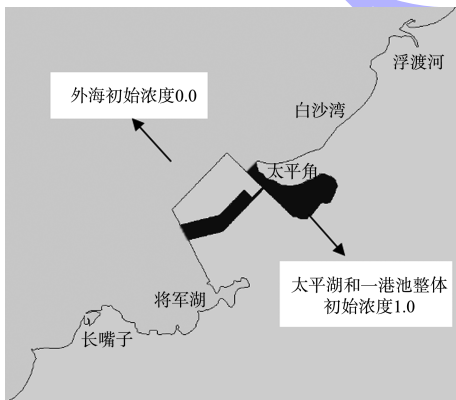 浮渡河
外海初始浓度0.0
白沙湾
太平角
太平湖和一港池整体
初始浓度1.0
将军湖
长嘴子